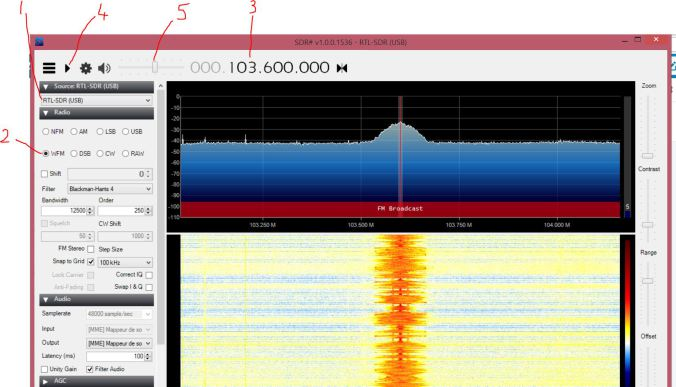 1 4 5 3
SDR# v1.0.0.1536 - RTL-SDR (USB)
000.103.600.000
Source: RTL-SDR (USB)
RTL-SDR (USB)
Radio
2
NFM AM LSB USB
WFM DSB CW RAW
Shift 0
Filter Blackman-Harris 4
Bandwidth Order
12500 250
Squelch CW Shift
50 1000
FM Stereo Step Size
Snap to Grid 100 kHz
Lock Carrier Correct IQ
Anti-Fading Swap I & Q
Audio
Samplerate 48000 sample/sec
Input [MME] Mappeur de so
Output [MME] Mappeur de so
Latency (ms) 100
Unity Gain Filter Audio
AGC
0
-10
-20
-30
-40
-50
-60
-70
-80
-90
-100
-110
FM Broadcast
5
103.250 M 103.500 M 103.750 M 104.000 M
Zoom
Contrast
Range
Offset